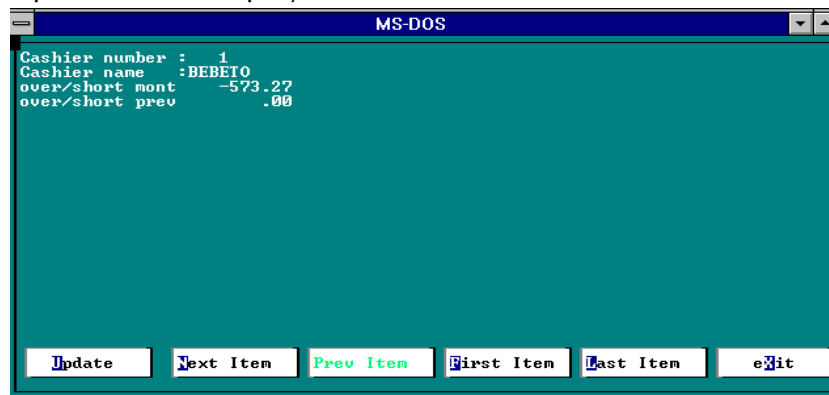 MS-DOS
Cashier number :   1
Cashier name   :BEBETO
over/short mont     -573.27
over/short prev         .00
Update Next Item Prev Item First Item Last Item eXit